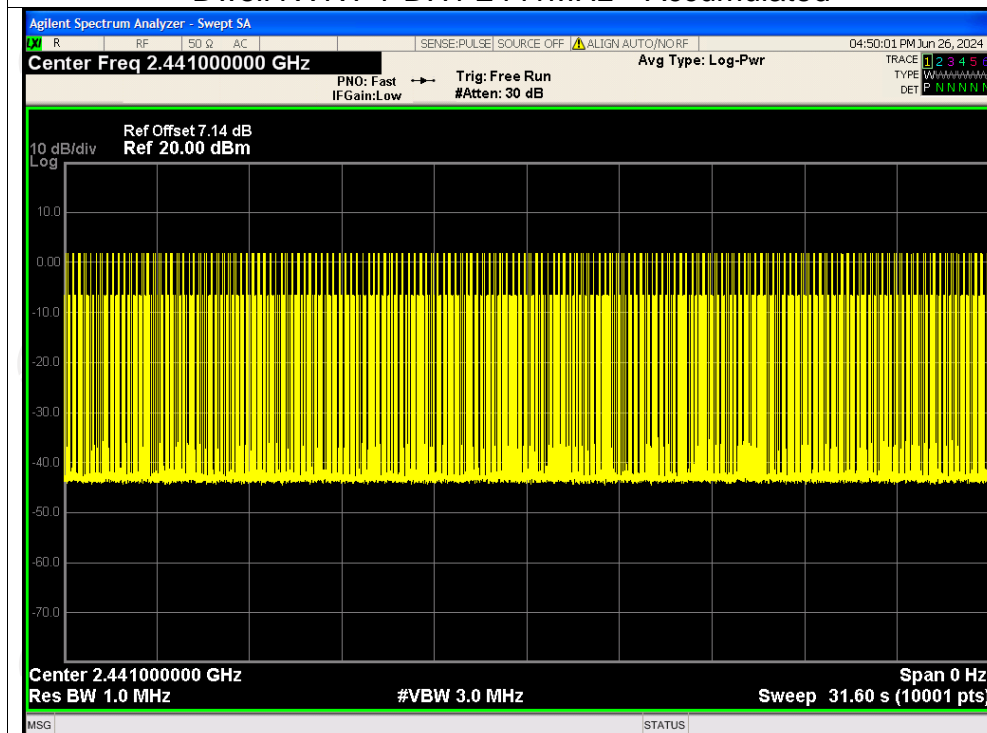 Agilent Spectrum Analyzer - Swept SA
LXI R RF 50 Ω AC SENSE:PULSE SOURCE OFF ALIGN AUTO/NO RF 04:50:01 PM Jun 26, 2024
Center Freq 2.441000000 GHz Avg Type: Log-Pwr TRACE 1 2 3 4 5 6
PNO: Fast Trig: Free Run TYPE W
IFGain:Low #Atten: 30 dB DET P N N N N N
Ref Offset 7.14 dB
10 dB/div Ref 20.00 dBm
Log
10.0
0.00
-10.0
-20.0
-30.0
-40.0
-50.0
-60.0
-70.0
Center 2.441000000 GHz Span 0 Hz
Res BW 1.0 MHz #VBW 3.0 MHz Sweep 31.60 s (10001 pts)
MSG STATUS